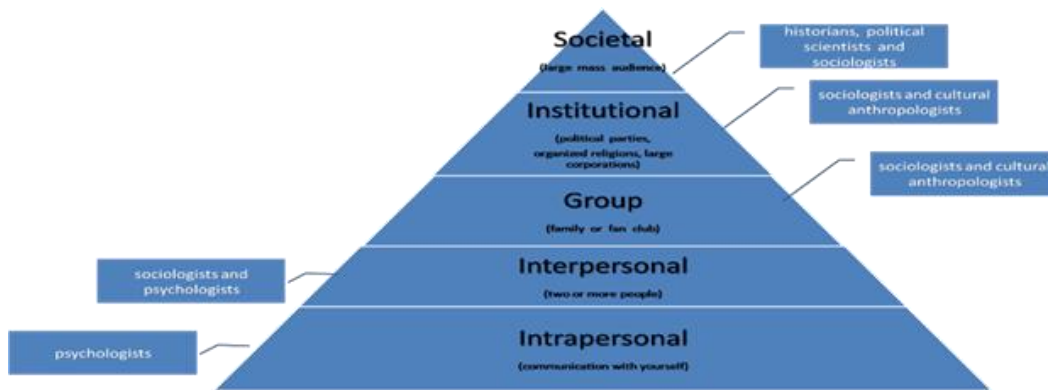 Societal
(large mass audience)
historians, political
scientists and
sociologists
Institutional
(political parties,
organized religions, large
corporations)
sociologists and cultural
anthropologists
Group
(family or fan club)
sociologists and cultural
anthropologists
Interpersonal
(two or more people)
sociologists and
psychologists
Intrapersonal
(communication with yourself)
psychologists